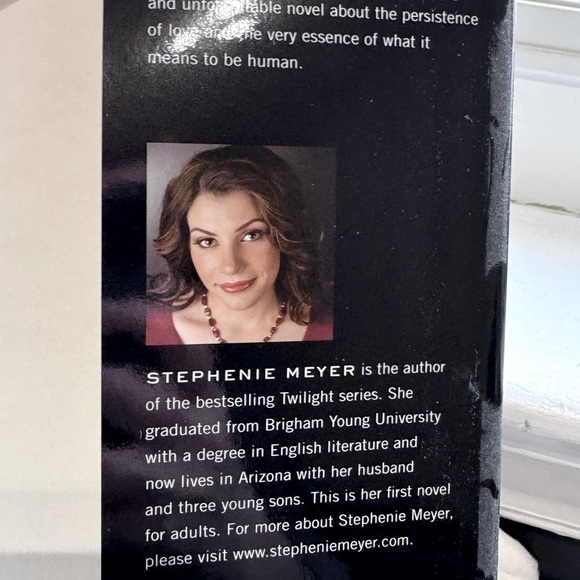 and able novel about the persistence
of love and the very essence of what it
means to be human.
STEPHENIE MEYER is the author
of the bestselling Twilight series. She
graduated from Brigham Young University
with a degree in English literature and
now lives in Arizona with her husband
and three young sons. This is her first novel
for adults. For more about Stephenie Meyer,
please visit www.stepheniemeyer.com.